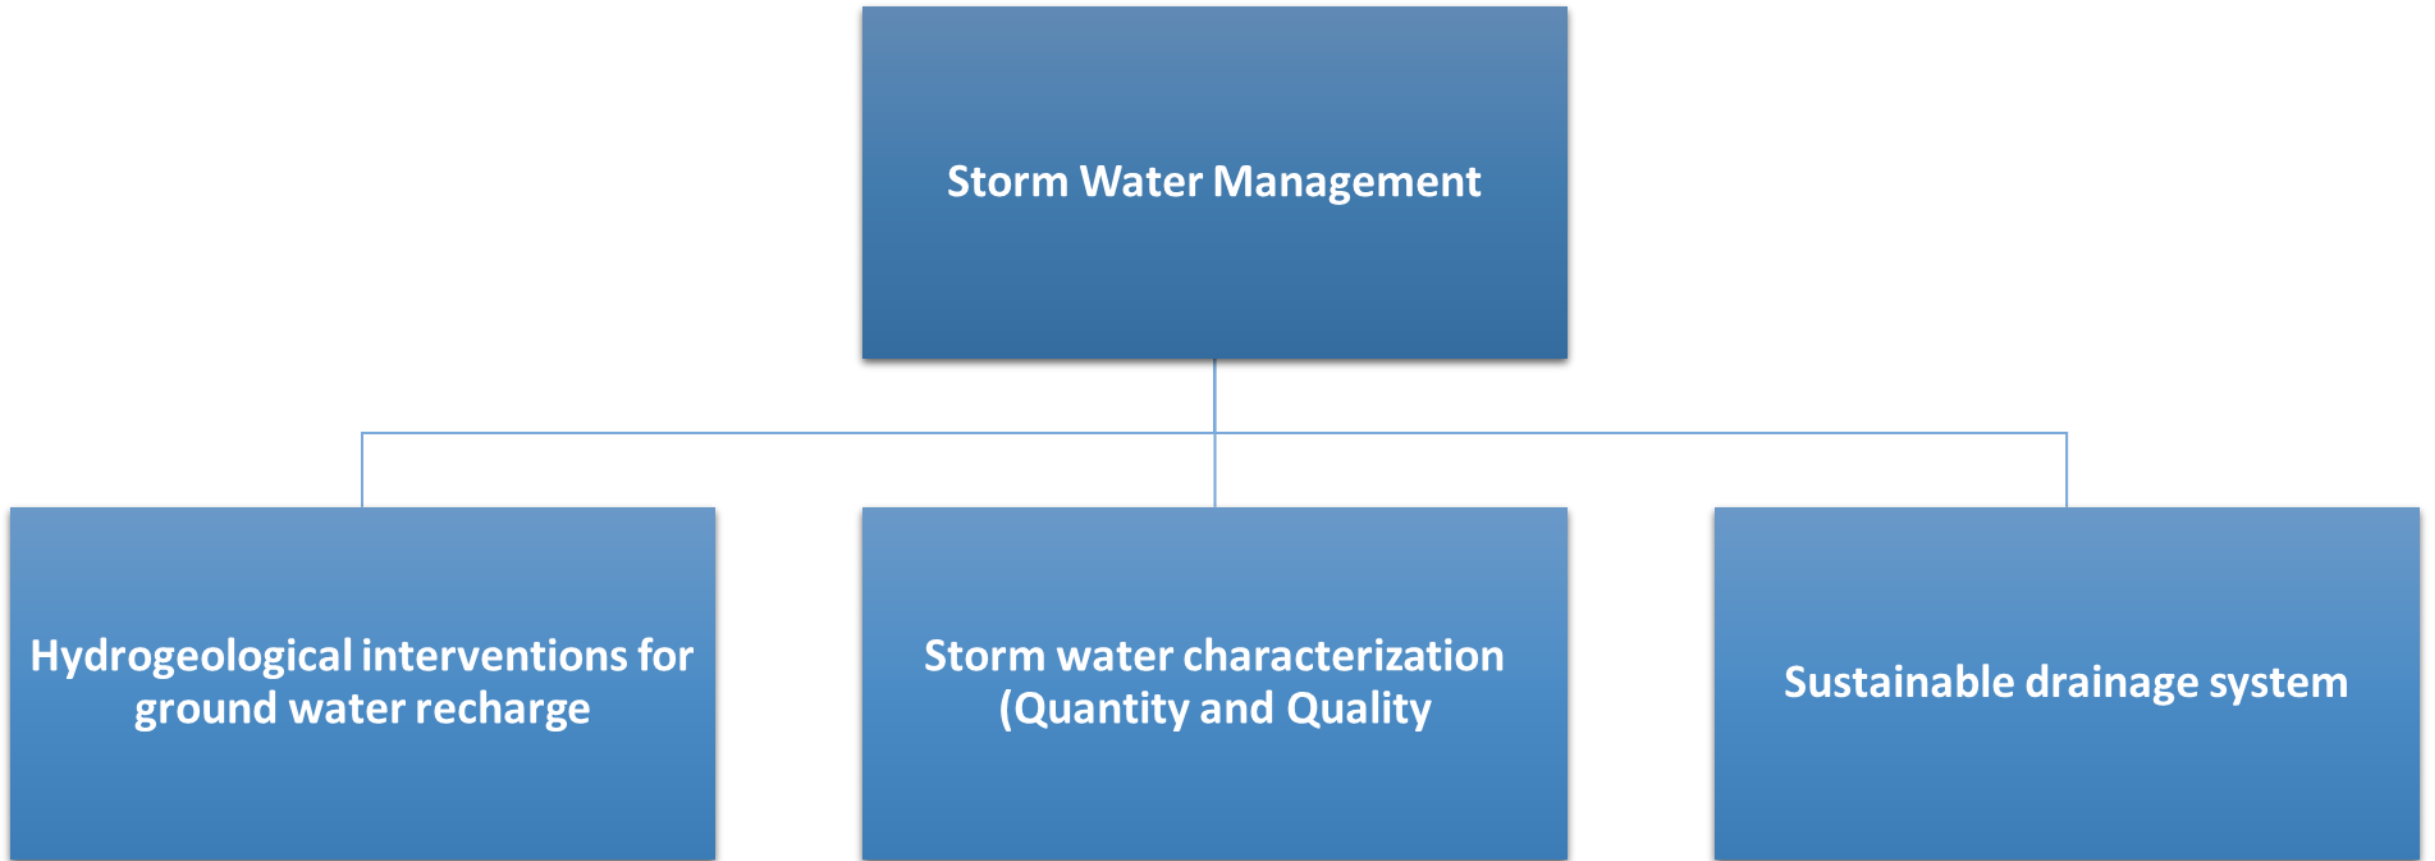 Storm Water Management
Hydrogeological interventions for
ground water recharge
Storm water characterization
(Quantity and Quality
Sustainable drainage system